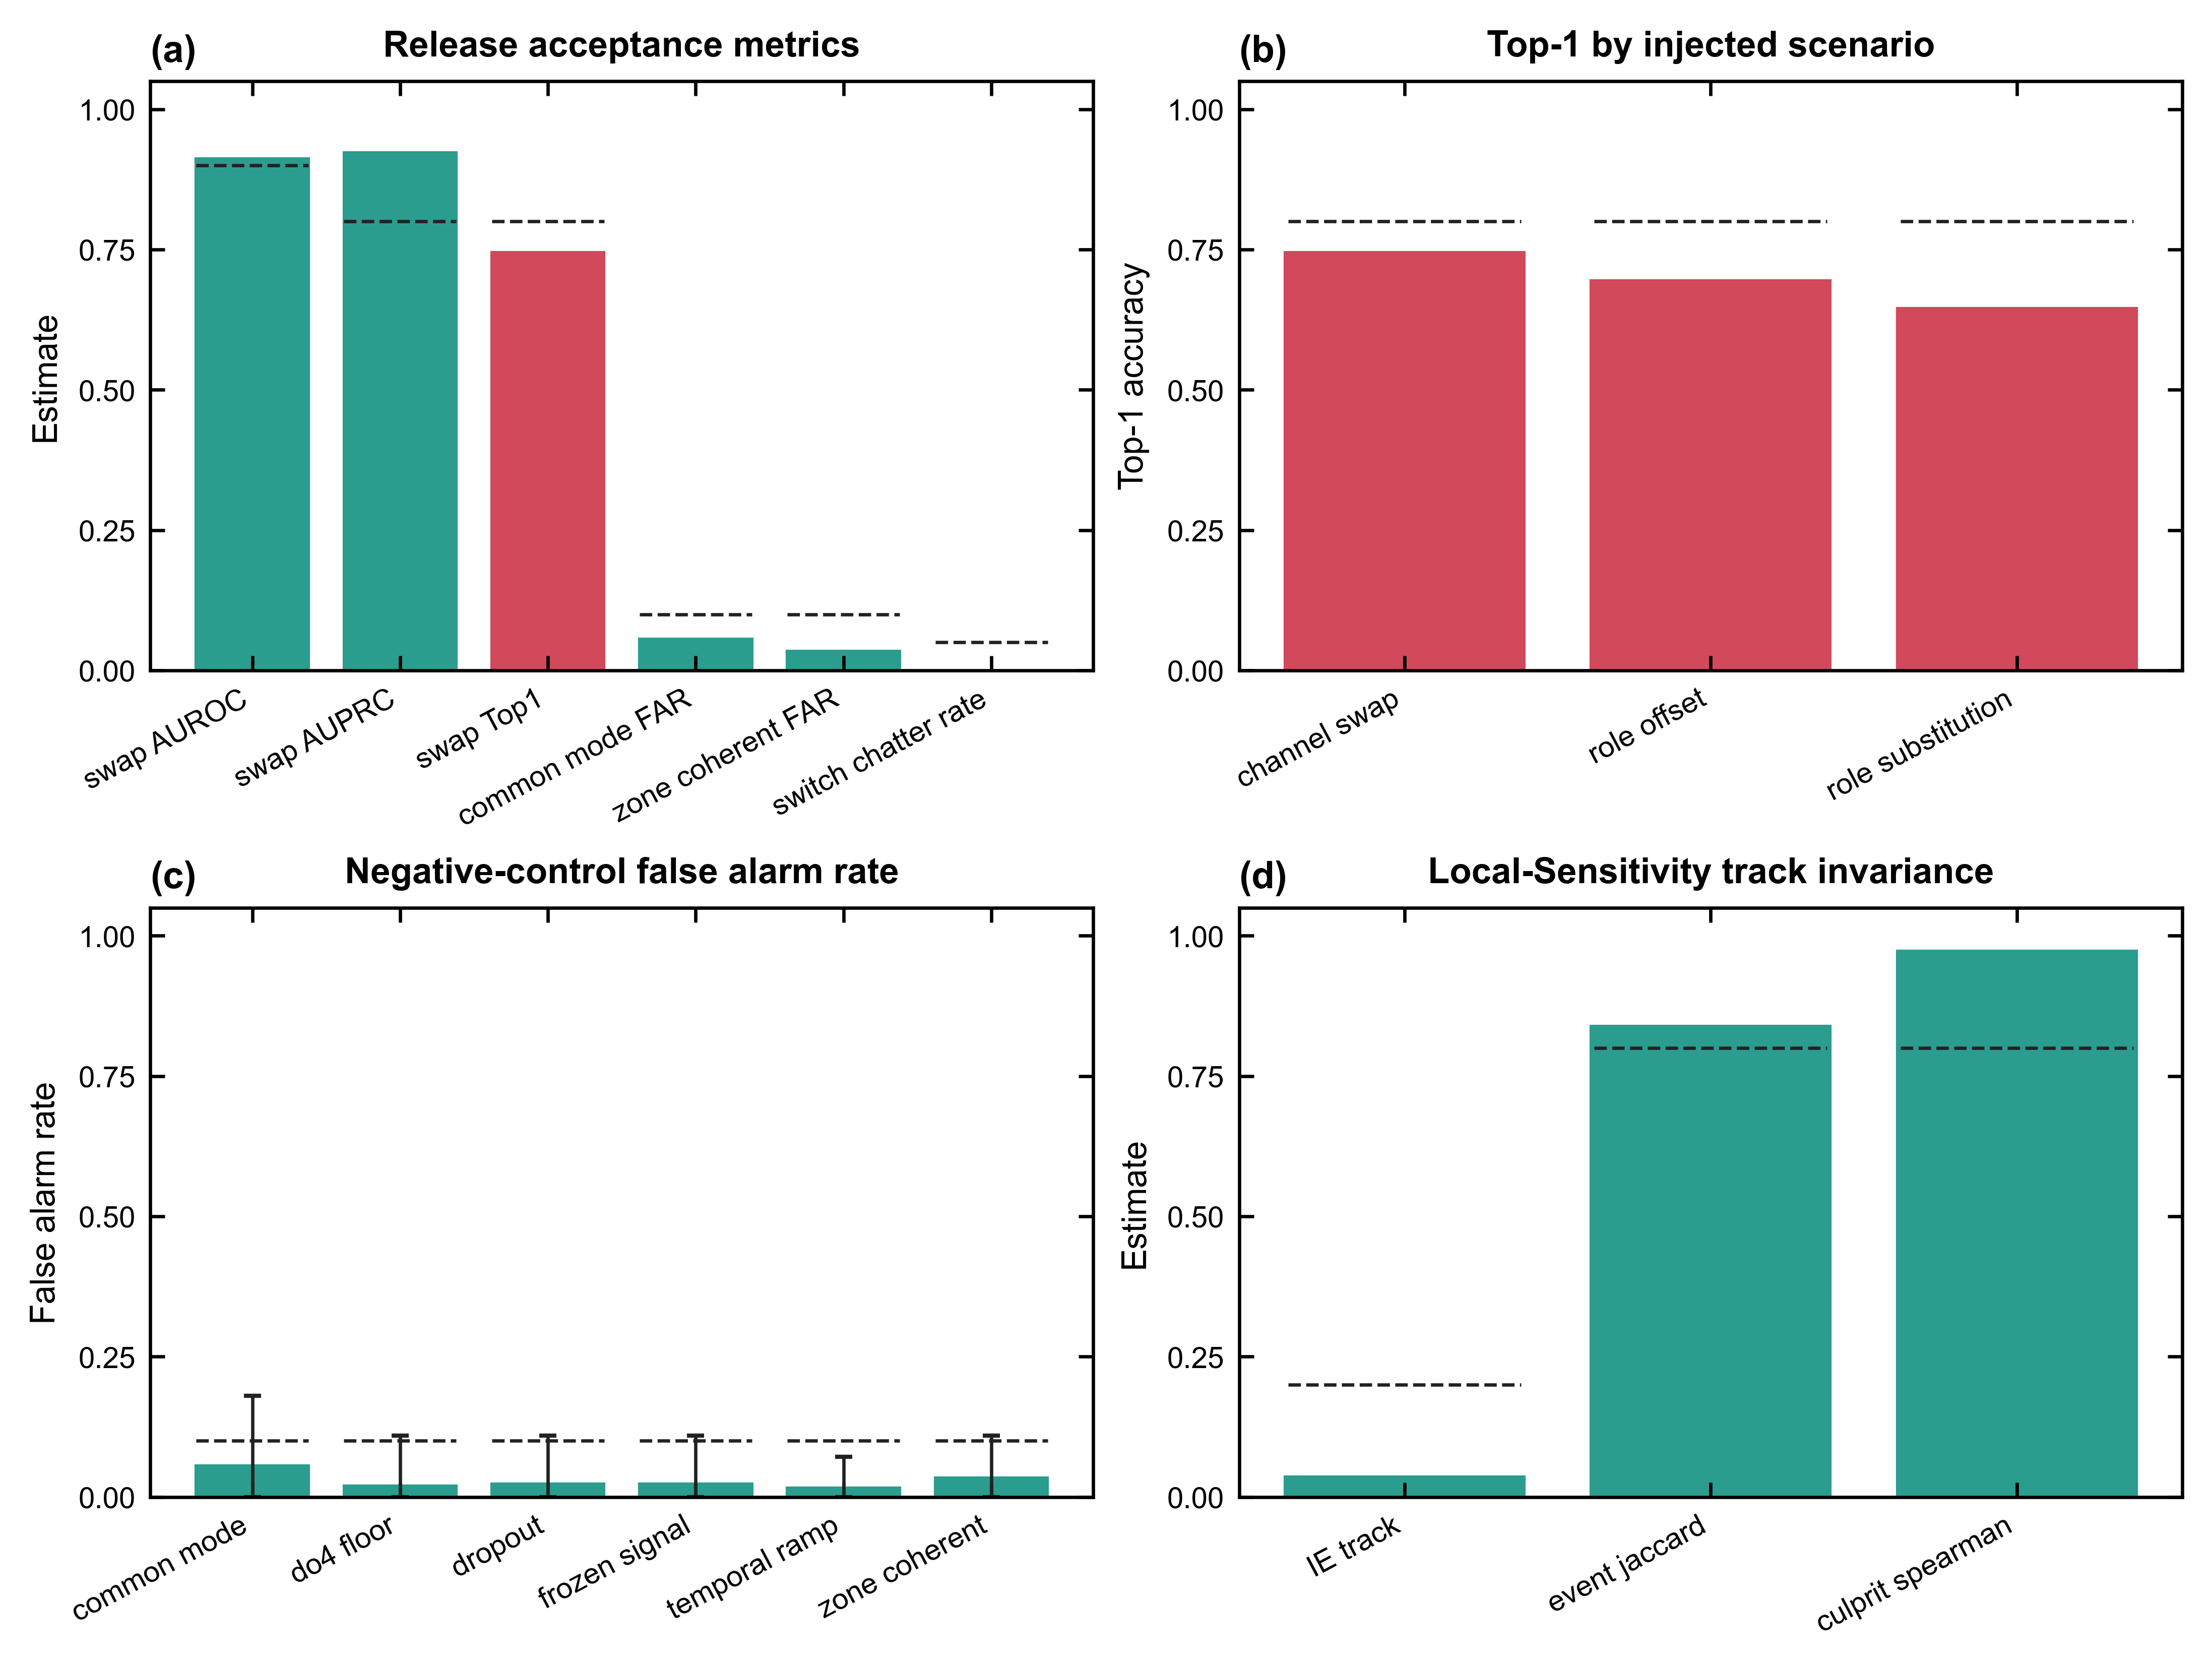 (a)
Release acceptance metrics
1.00
0.75
0.50
0.25
0.00
Estimate
swap AUROC
swap AUPRC
swap Top1
common mode FAR
zone coherent FAR
switch chatter rate
(b)
Top-1 by injected scenario
1.00
0.75
0.50
0.25
0.00
Top-1 accuracy
channel swap
role offset
role substitution
(c)
Negative-control false alarm rate
1.00
0.75
0.50
0.25
0.00
False alarm rate
common mode
do4 floor
dropout
frozen signal
temporal ramp
zone coherent
(d)
Local-Sensitivity track invariance
1.00
0.75
0.50
0.25
0.00
Estimate
IE track
event jaccard
culprit spearman